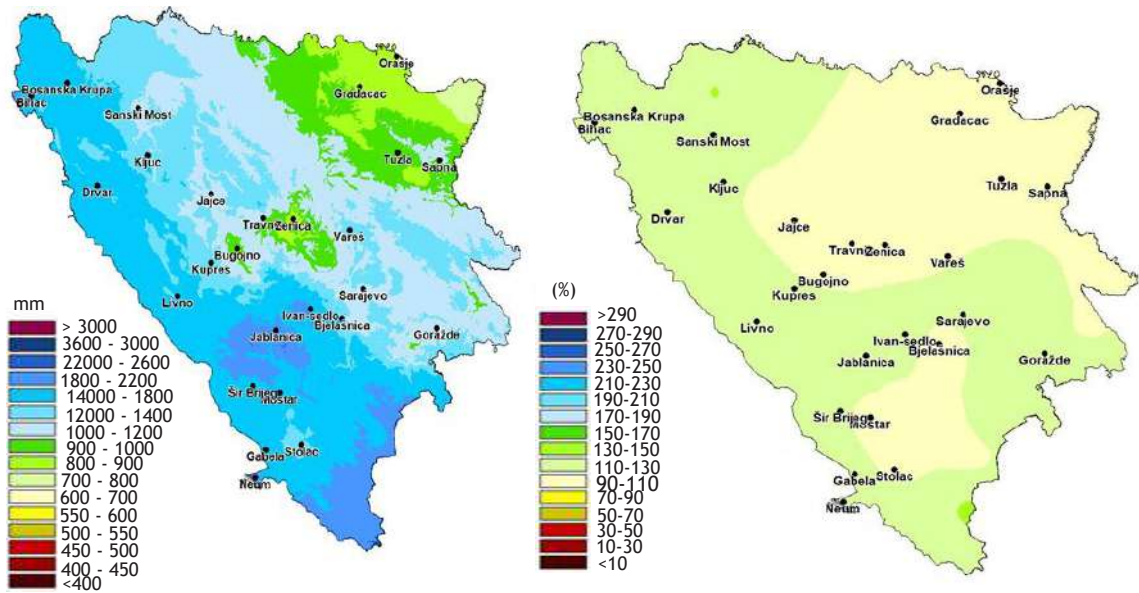 Orašje
Bosanska Krupa
Gradacac
Bihac
Sanski Most
Tuzla
Kljuc
Sapna
Drvar
Jajce
Travnc
Zenica
Vareš
Bugojno
Kupres
Sarajevo
Livno
Ivan-sedlo
Bjelasnica
Jablanica
Goražde
Šir Brijeg
Mostar
Gabela
Stolac
Neum
mm
> 3000
3600 - 3000
22000 - 2600
1800 - 2200
14000 - 1800
12000 - 1400
1000 - 1200
900 - 1000
800 - 900
700 - 800
600 - 700
550 - 600
500 - 550
450 - 500
400 - 450
<400
Orašje
Bosanska Krupa
Gradacac
Bihac
Sanski Most
Tuzla
Kljuc
Sapna
Drvar
Jajce
Travnc
Zenica
Vareš
Bugojno
Kupres
Sarajevo
Livno
Ivan-sedlo
Bjelasnica
Jablanica
Goražde
Šir Brijeg
Mostar
Gabela
Stolac
Neum
(%)
>290
270-290
250-270
230-250
210-230
190-210
170-190
150-170
130-150
110-130
90-110
70-90
50-70
30-50
10-30
<10